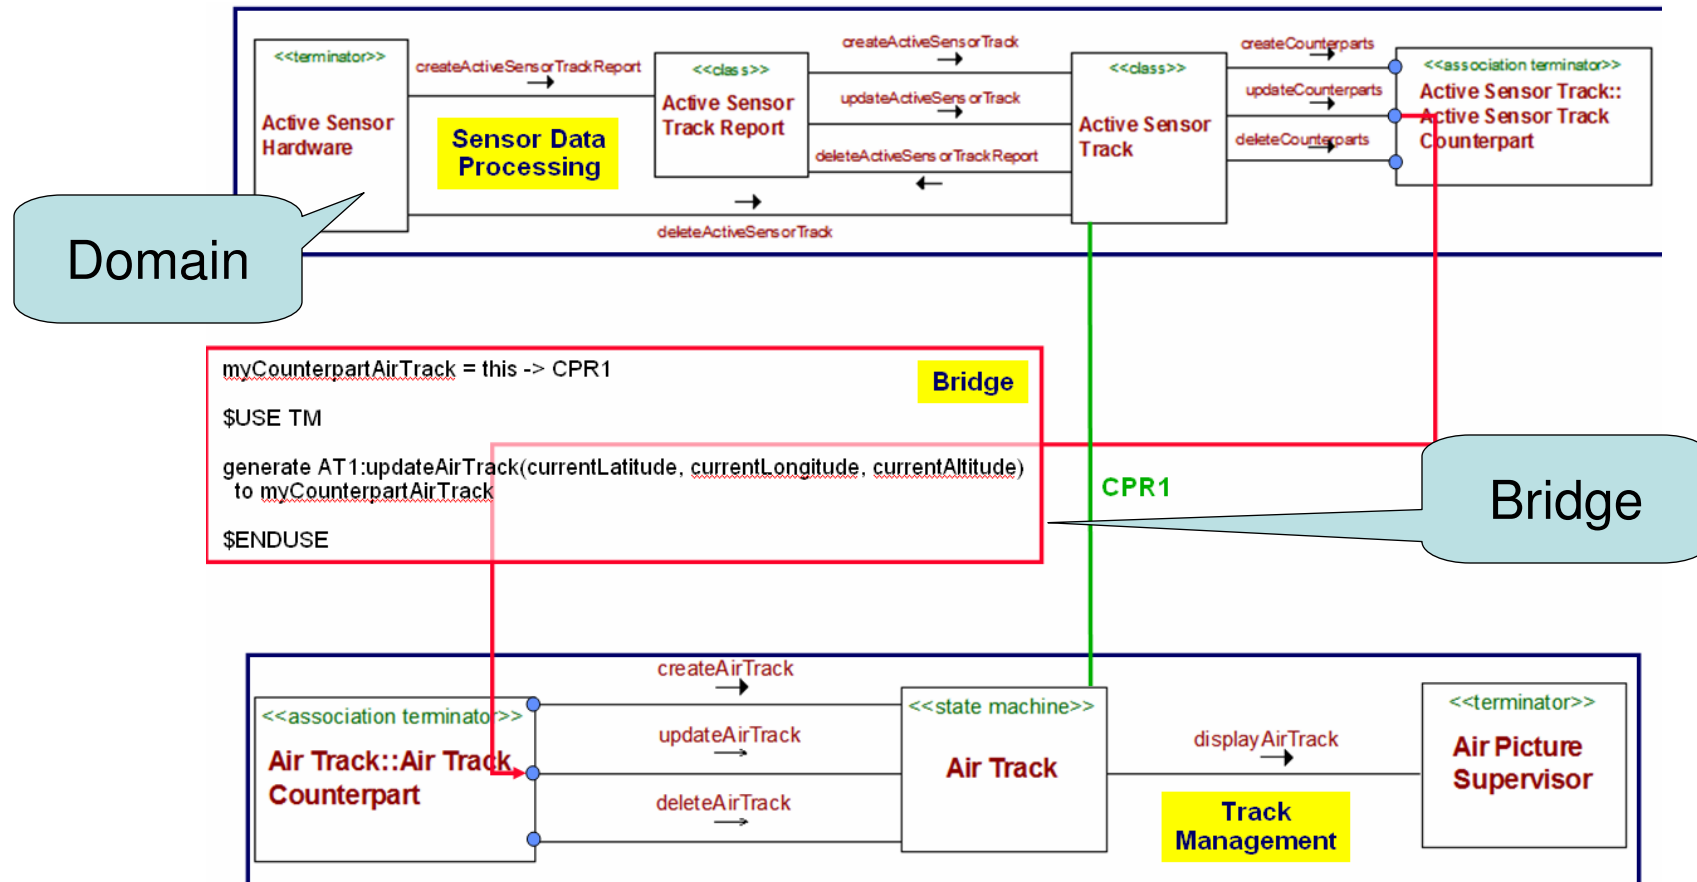 <<terminator>>
Active Sensor
Hardware
createActiveSensorTrackReport
Sensor Data
Processing
<<class>>
Active Sensor
Track Report
createActiveSensorTrack
updateActiveSensorTrack
deleteActiveSensorTrackReport
deleteActiveSensorTrack
<<class>>
Active Sensor
Track
createCounterparts
updateCounterparts
deleteCounterparts
<<association terminator>>
Active Sensor Track::
Active Sensor Track
Counterpart
Domain
myCounterpartAirTrack = this -> CPR1
Bridge
$USE TM
generate AT1:updateAirTrack(currentLatitude, currentLongitude, currentAltitude)
to myCounterpartAirTrack
$ENDUSE
CPR1
Bridge
<<association terminator>>
Air Track::Air Track
Counterpart
createAirTrack
updateAirTrack
deleteAirTrack
<<state machine>>
Air Track
displayAirTrack
Track
Management
<<terminator>>
Air Picture
Supervisor